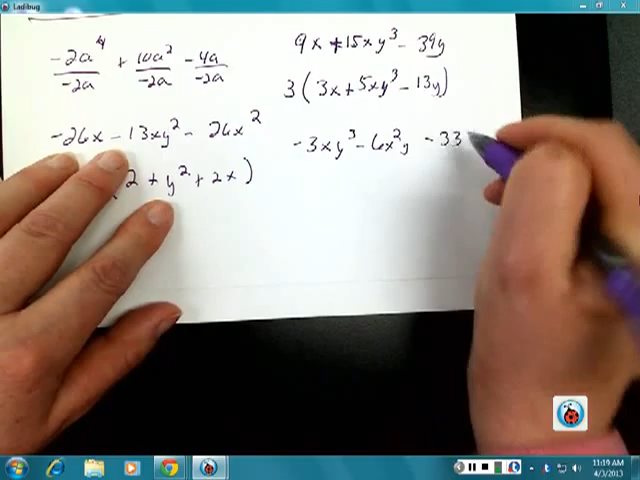 Ladibug
-2a⁴/-2a + 10a²/-2a - 4a/-2a
-26x - 13xy² - 26x²
( 2 + y² + 2x )
9x + 15xy³ - 39y
3 ( 3x + 5xy³ - 13y )
-3xy³ - 6x²y - 33
11:19 AM
4/3/2013